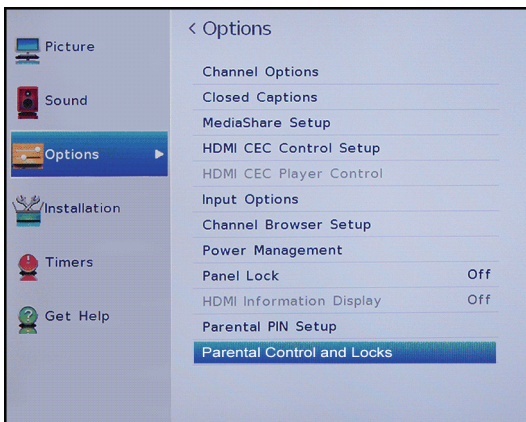 Picture
Sound
Options
Installation
Timers
Get Help
< Options
Channel Options
Closed Captions
MediaShare Setup
HDMI CEC Control Setup
HDMI CEC Player Control
Input Options
Channel Browser Setup
Power Management
Panel Lock Off
HDMI Information Display Off
Parental PIN Setup
Parental Control and Locks